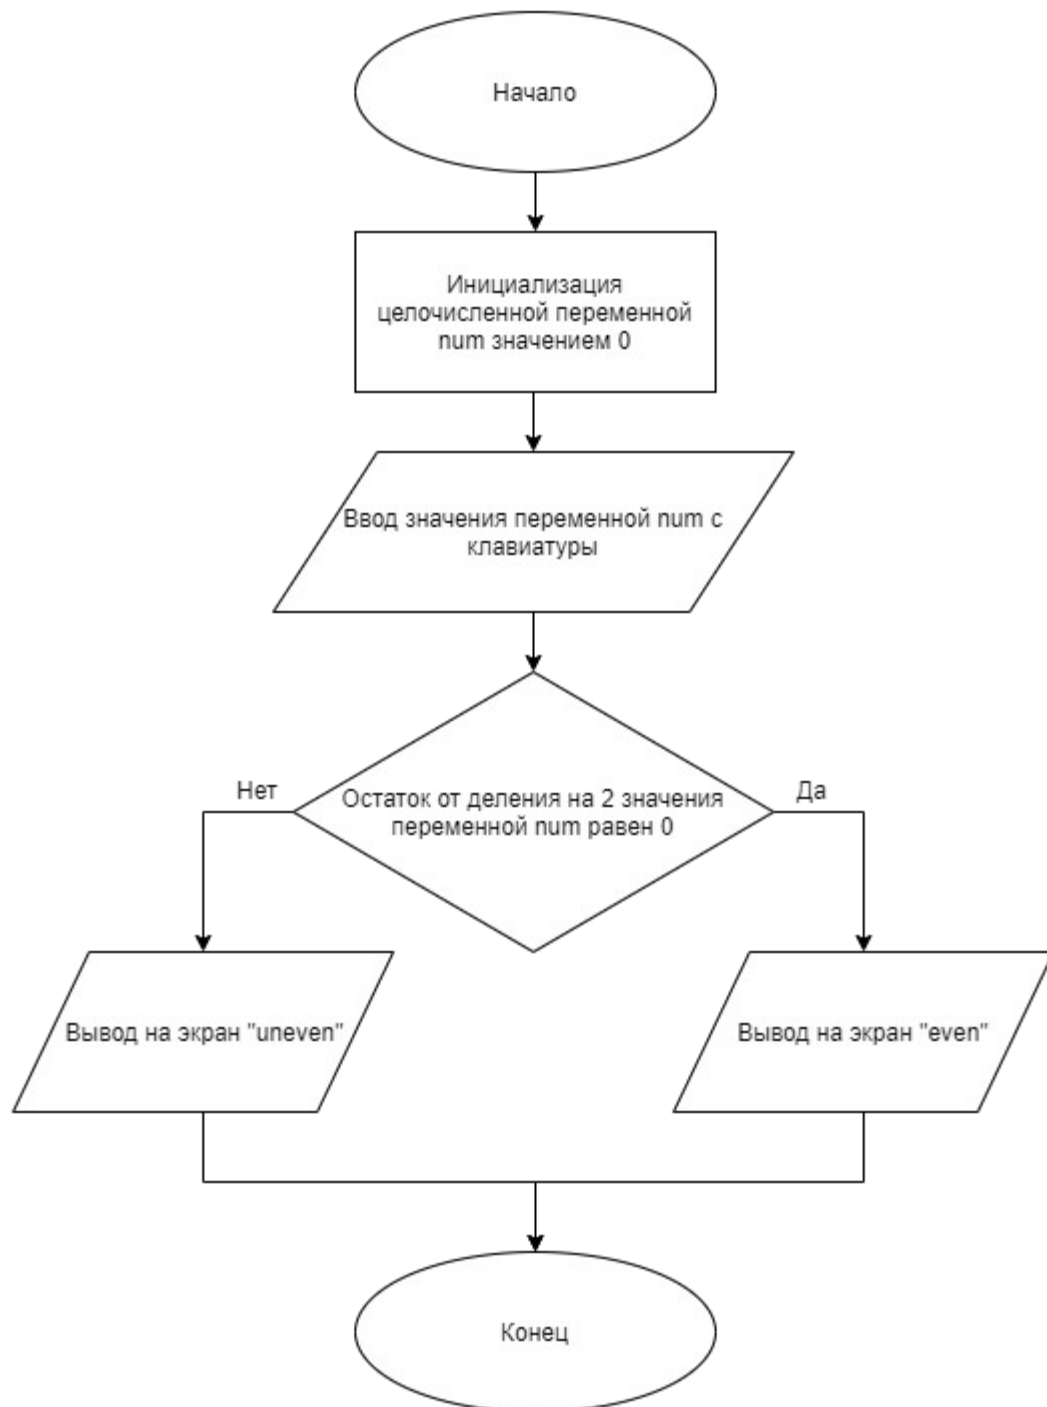 Начало
Инициализация
целочисленной переменной
num значением 0
Ввод значения переменной num с
клавиатуры
Нет
Да
Остаток от деления на 2 значения
переменной num равен 0
Вывод на экран "uneven"
Вывод на экран "even"
Конец